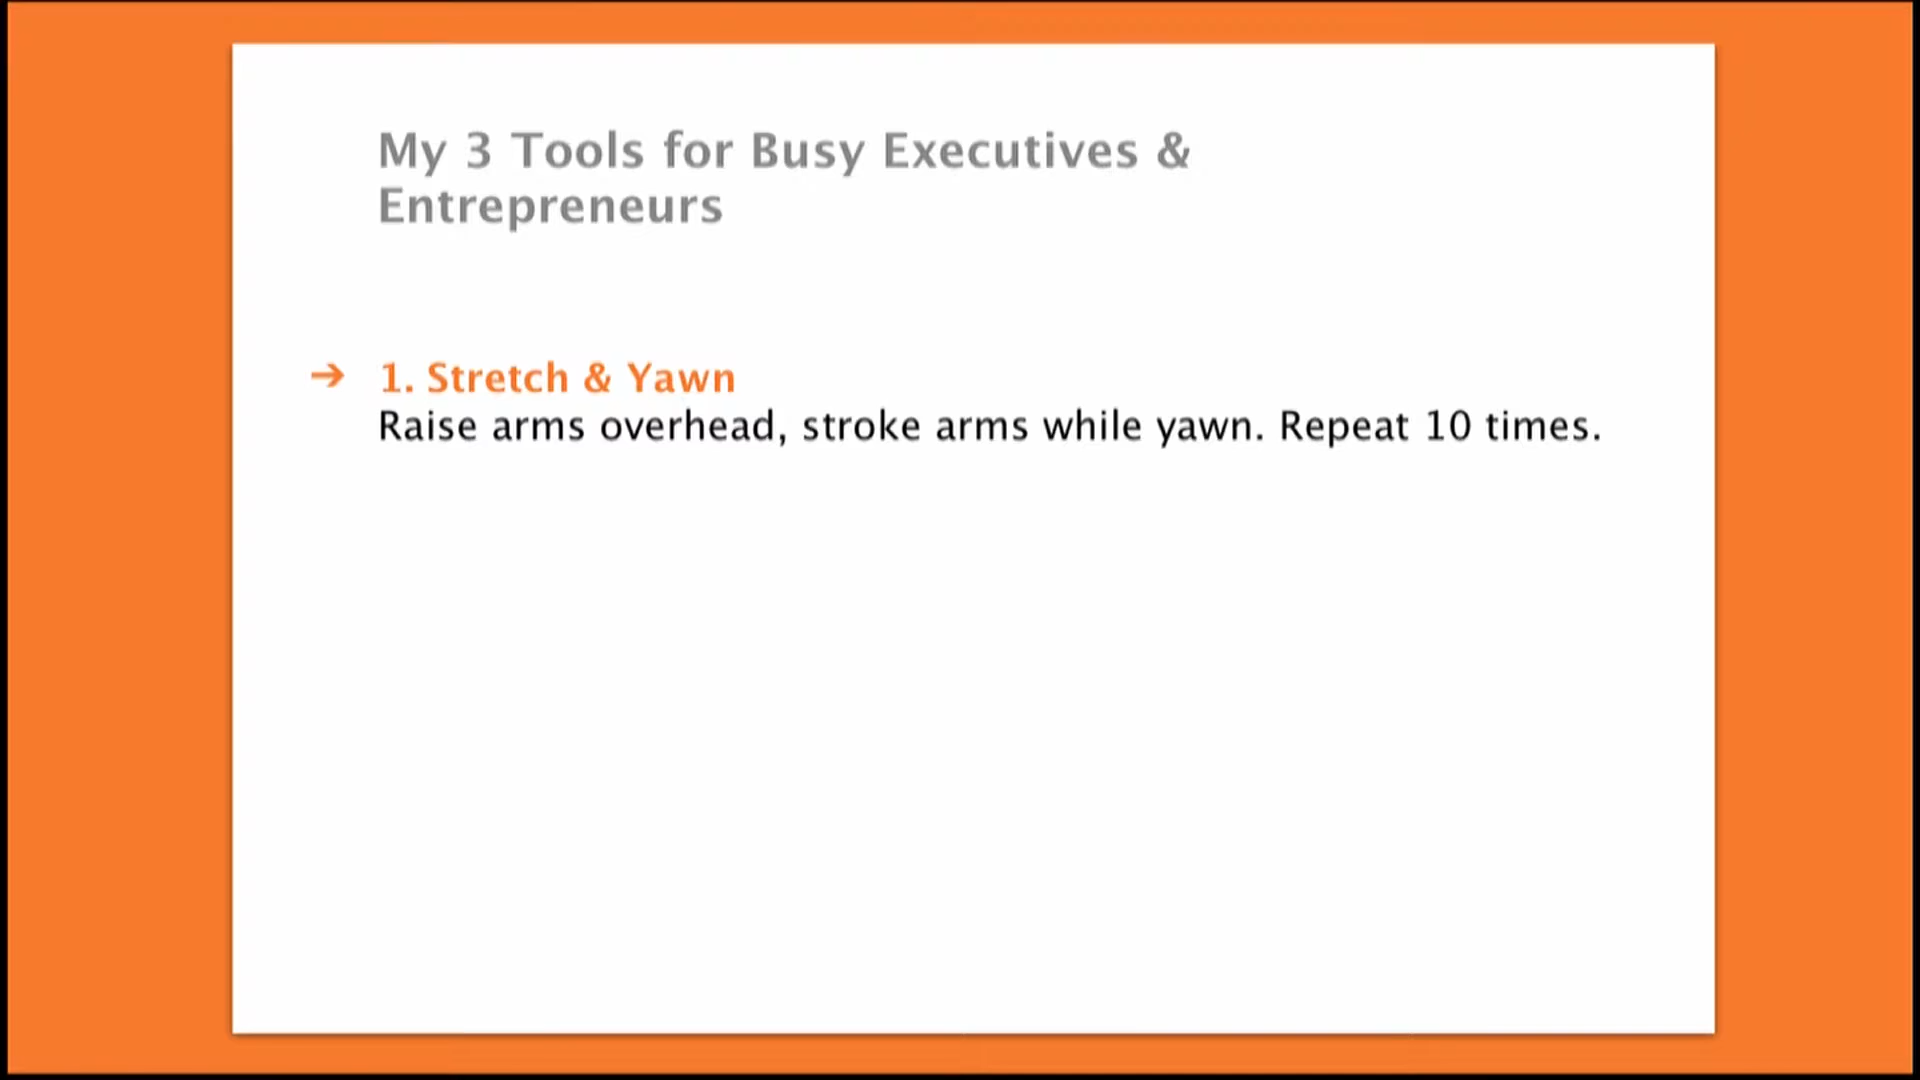 My 3 Tools for Busy Executives &
Entrepreneurs
➔ 1. Stretch & Yawn
Raise arms overhead, stroke arms while yawn. Repeat 10 times.